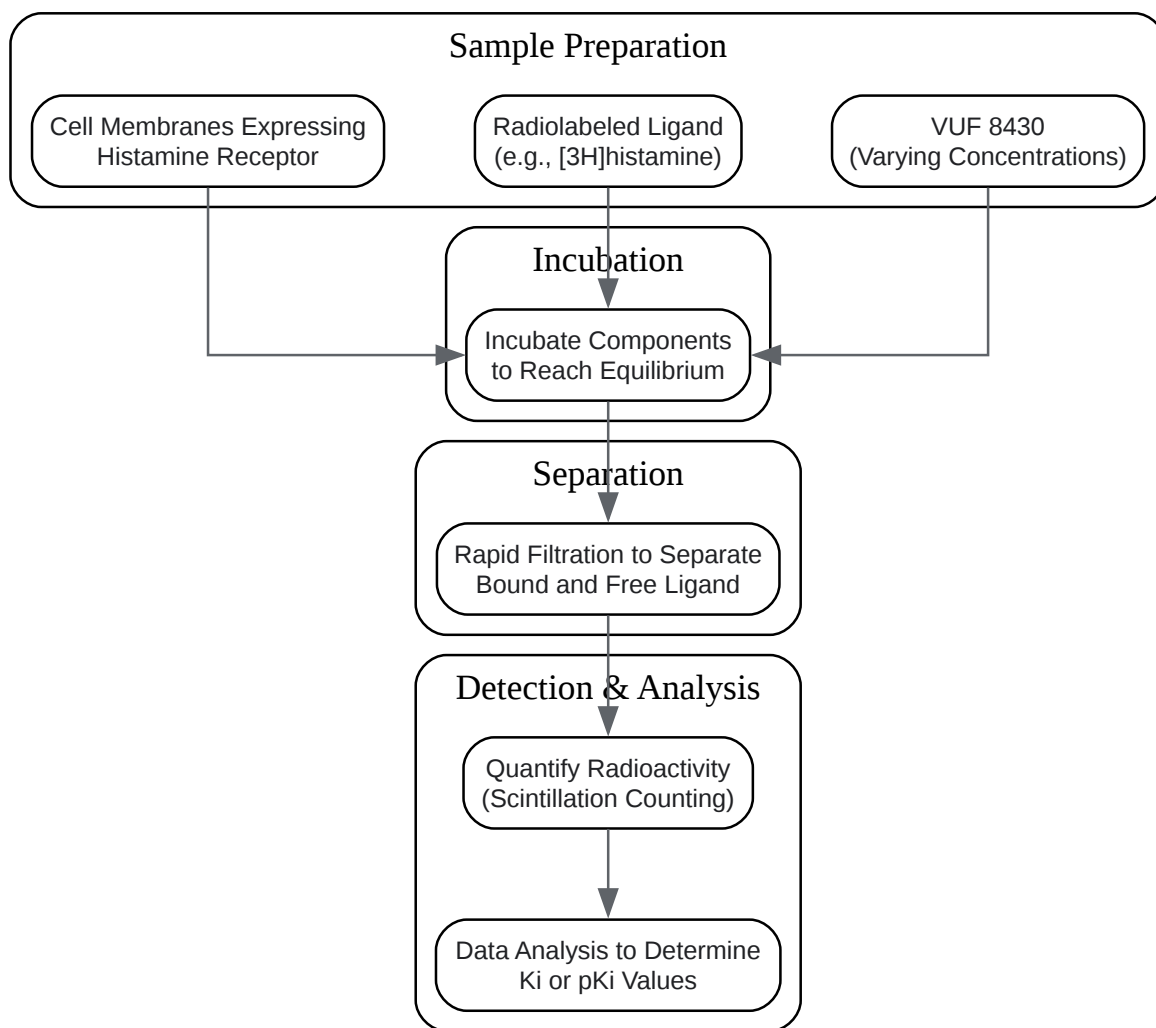 Sample Preparation
Cell Membranes Expressing
Histamine Receptor
Radiolabeled Ligand
(e.g., [3H]histamine)
VUF 8430
(Varying Concentrations)
Incubation
Incubate Components
to Reach Equilibrium
Separation
Rapid Filtration to Separate
Bound and Free Ligand
Detection & Analysis
Quantify Radioactivity
(Scintillation Counting)
Data Analysis to Determine
Ki or pKi Values